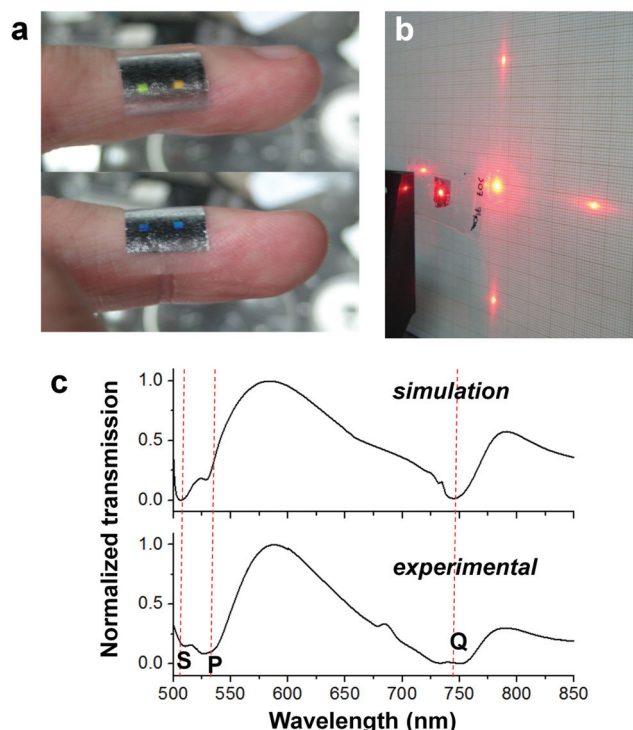 a
b
c
Normalized transmission
1.0
0.5
0.0
simulation
1.0
0.5
0.0
experimental
S
P
Q
500 550 600 650 700 750 800 850
Wavelength (nm)